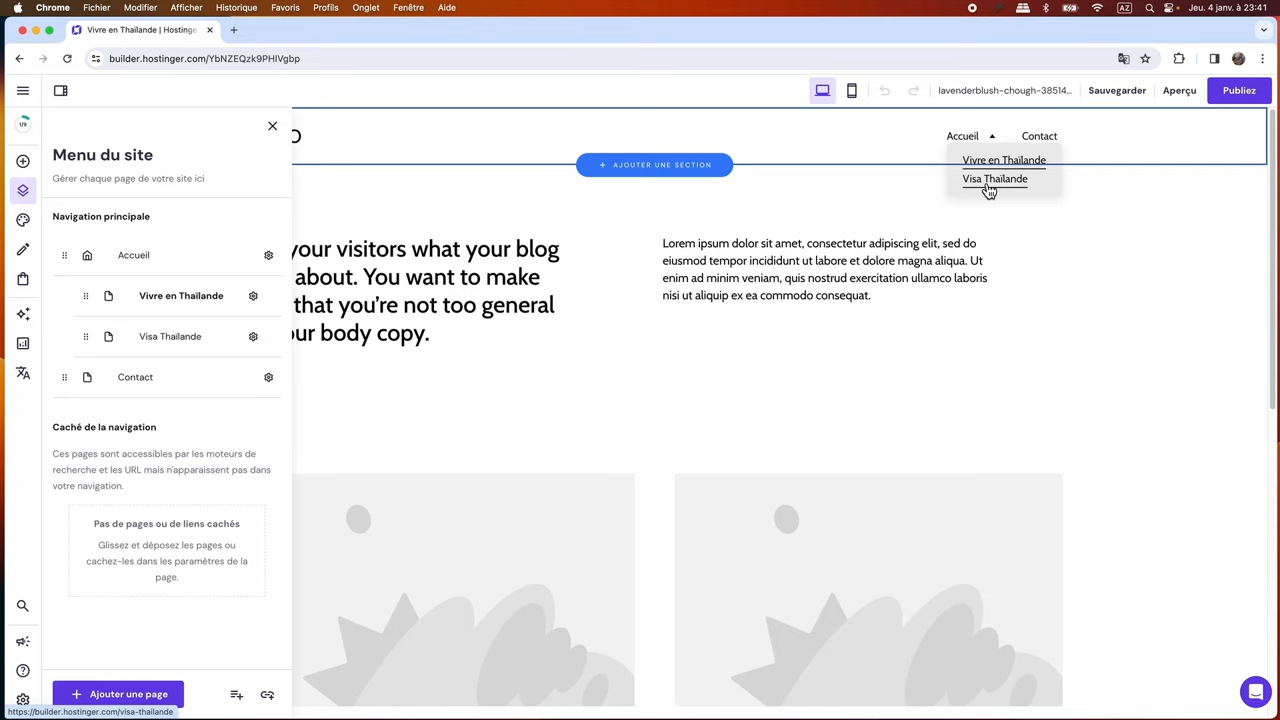 Chrome Fichier Modifier Afficher Historique Favoris Profils Onglet Fenêtre Aide
AZ
Jeu. 4 janv. à 23:41
Vivre en Thaïlande | Hostinge
builder.hostinger.com/YbNZEQzk9PHIVgbp
lavenderblush-chough-38514...
Sauvegarder
Aperçu
Publiez
1/9
Menu du site
Gérer chaque page de votre site ici
Navigation principale
Accueil
Vivre en Thaïlande
Visa Thaïlande
Contact
Caché de la navigation
Ces pages sont accessibles par les moteurs de
recherche et les URL mais n'apparaissent pas dans
votre navigation.
Pas de pages ou de liens cachés
Glissez et déposez les pages ou
cachez-les dans les paramètres de la
page.
Ajouter une page
https://builder.hostinger.com/visa-thailande
Accueil
Contact
Vivre en Thaïlande
Visa Thaïlande
+ AJOUTER UNE SECTION
your visitors what your blog
about. You want to make
that you're not too general
our body copy.
Lorem ipsum dolor sit amet, consectetur adipiscing elit, sed do
eiusmod tempor incididunt ut labore et dolore magna aliqua. Ut
enim ad minim veniam, quis nostrud exercitation ullamco laboris
nisi ut aliquip ex ea commodo consequat.